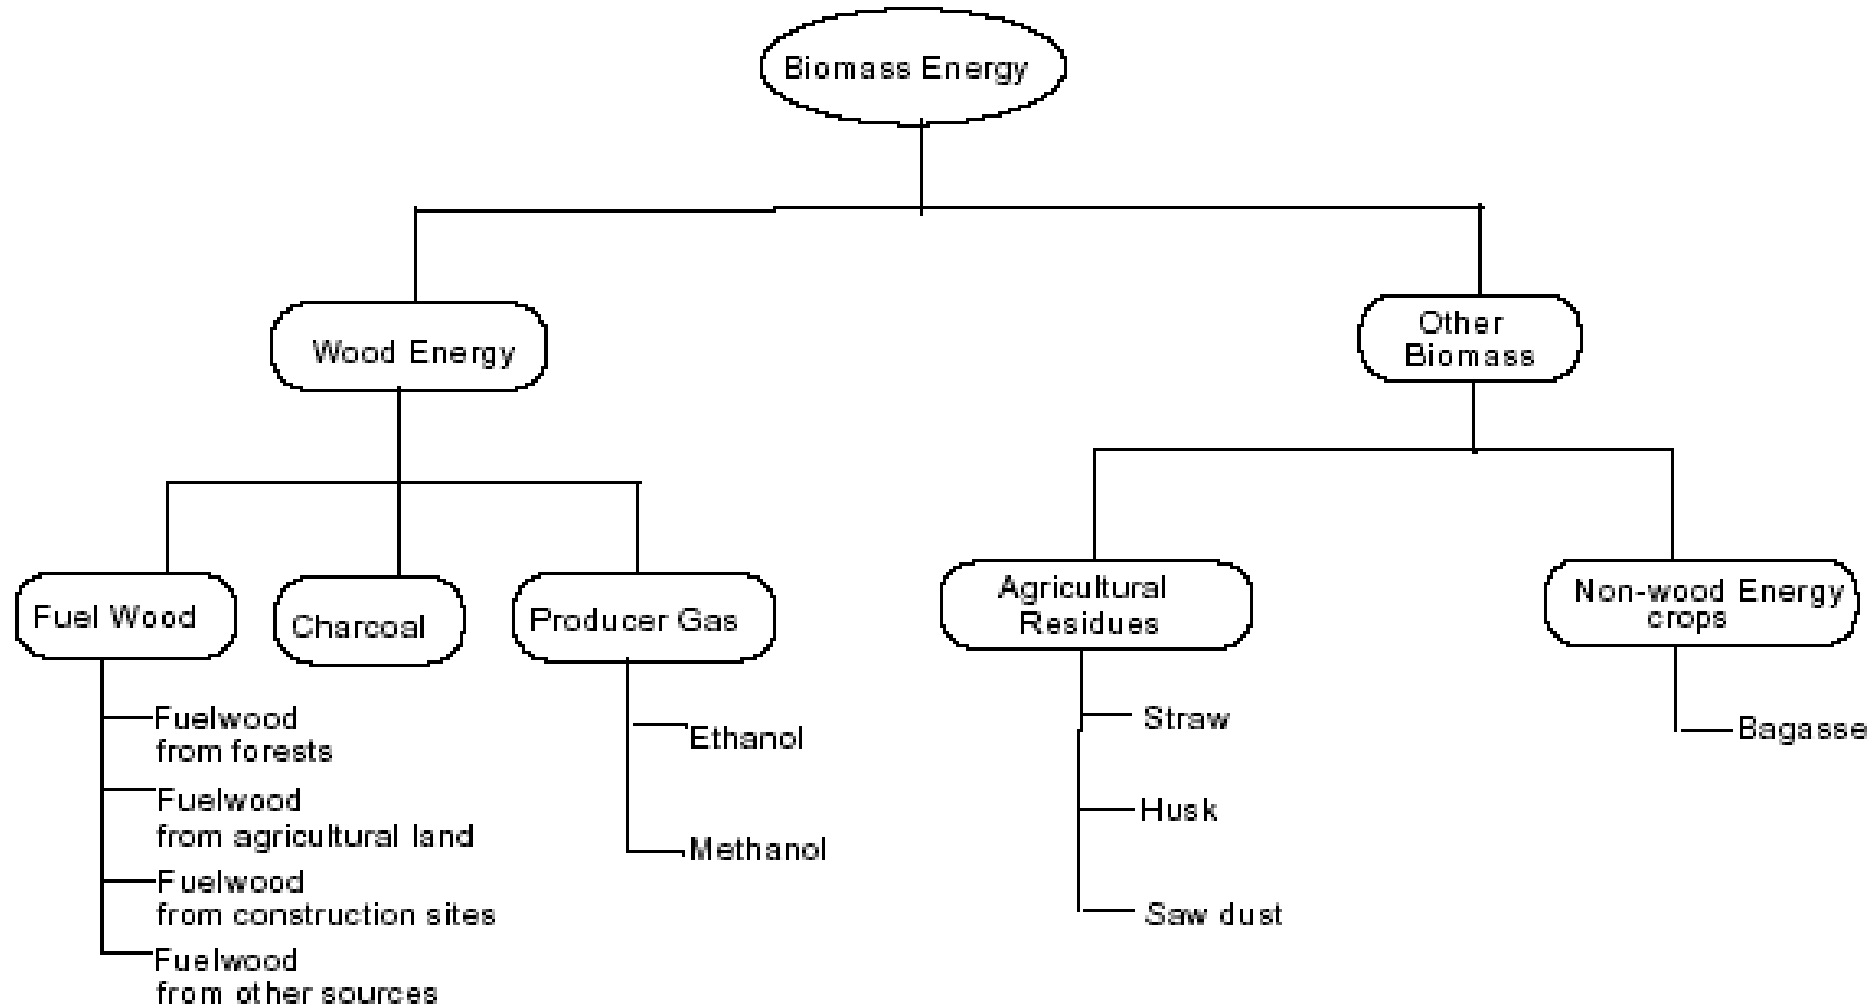 Biomass Energy
Wood Energy
Other
Biomass
Fuel Wood
Charcoal
Producer Gas
Agricultural
Residues
Non-wood Energy
crops
Fuelwood
from forests
Fuelwood
from agricultural land
Fuelwood
from construction sites
Fuelwood
from other sources
Ethanol
Methanol
Straw
Husk
Saw dust
Bagasse